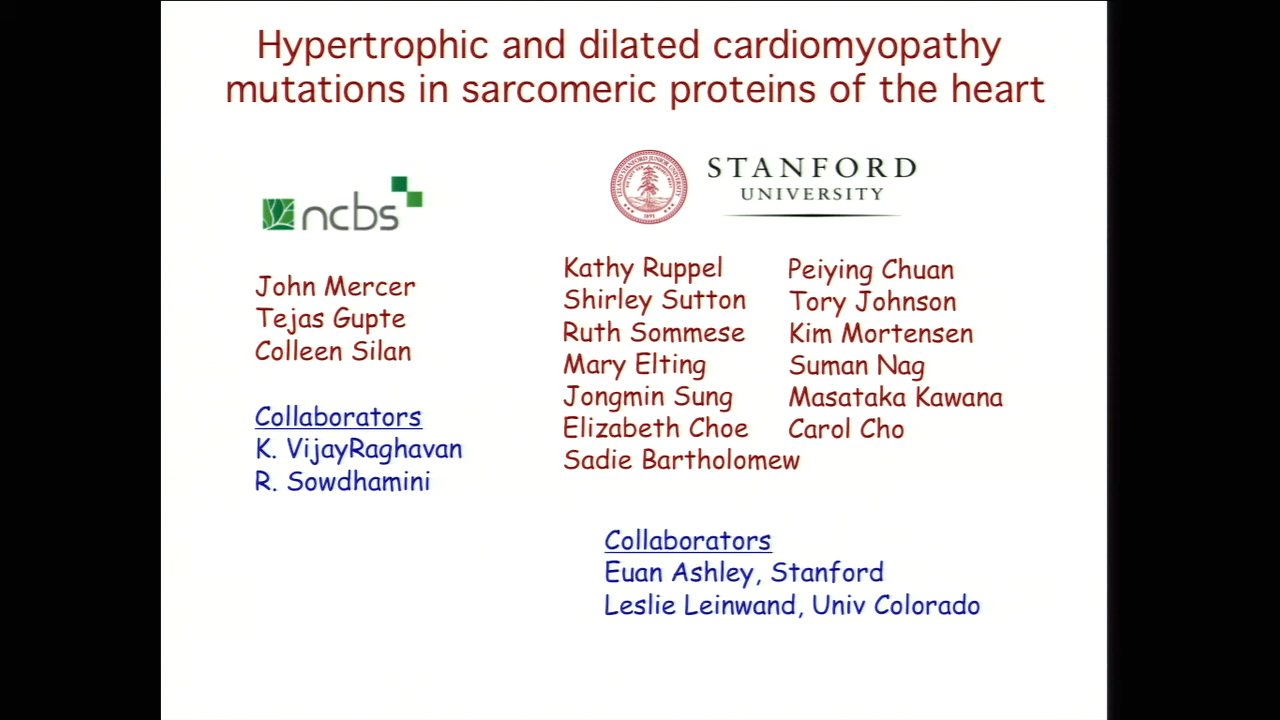 Hypertrophic and dilated cardiomyopathy
mutations in sarcomeric proteins of the heart
ncbs
STANFORD
UNIVERSITY
John Mercer
Tejas Gupte
Colleen Silan
Collaborators
K. VijayRaghavan
R. Sowdhamini
Kathy Ruppel
Shirley Sutton
Ruth Sommese
Mary Elting
Jongmin Sung
Elizabeth Choe
Sadie Bartholomew
Peiying Chuan
Tory Johnson
Kim Mortensen
Suman Nag
Masataka Kawana
Carol Cho
Collaborators
Euan Ashley, Stanford
Leslie Leinwand, Univ Colorado